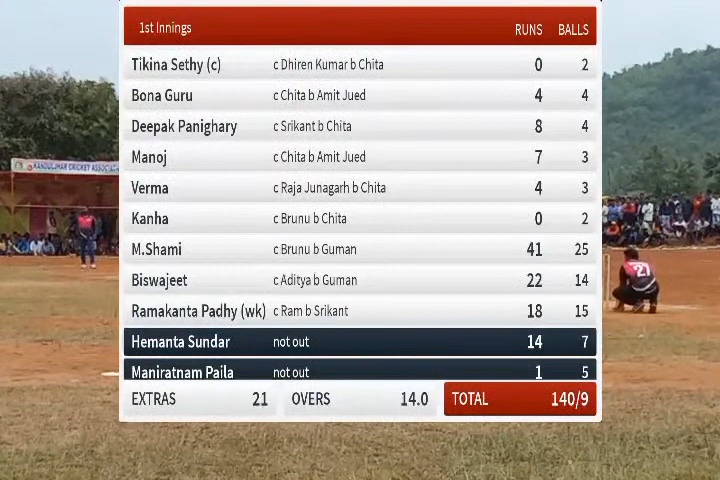 1st Innings RUNS BALLS
Tikina Sethy (c) c Dhiren Kumar b Chita 0 2
Bona Guru c Chita b Amit Jued 4 4
Deepak Panighary c Srikant b Chita 8 4
Manoj c Chita b Amit Jued 7 3
Verma c Raja Junagarh b Chita 4 3
Kanha c Brunu b Chita 0 2
M.Shami c Brunu b Guman 41 25
Biswajeet c Aditya b Guman 22 14
Ramakanta Padhy (wk) c Ram b Srikant 18 15
Hemanta Sundar not out 14 7
Maniratnam Paila not out 1 5
EXTRAS 21 OVERS 14.0 TOTAL 140/9
KANDULJHAR CRICKET ASSOCIAT
27